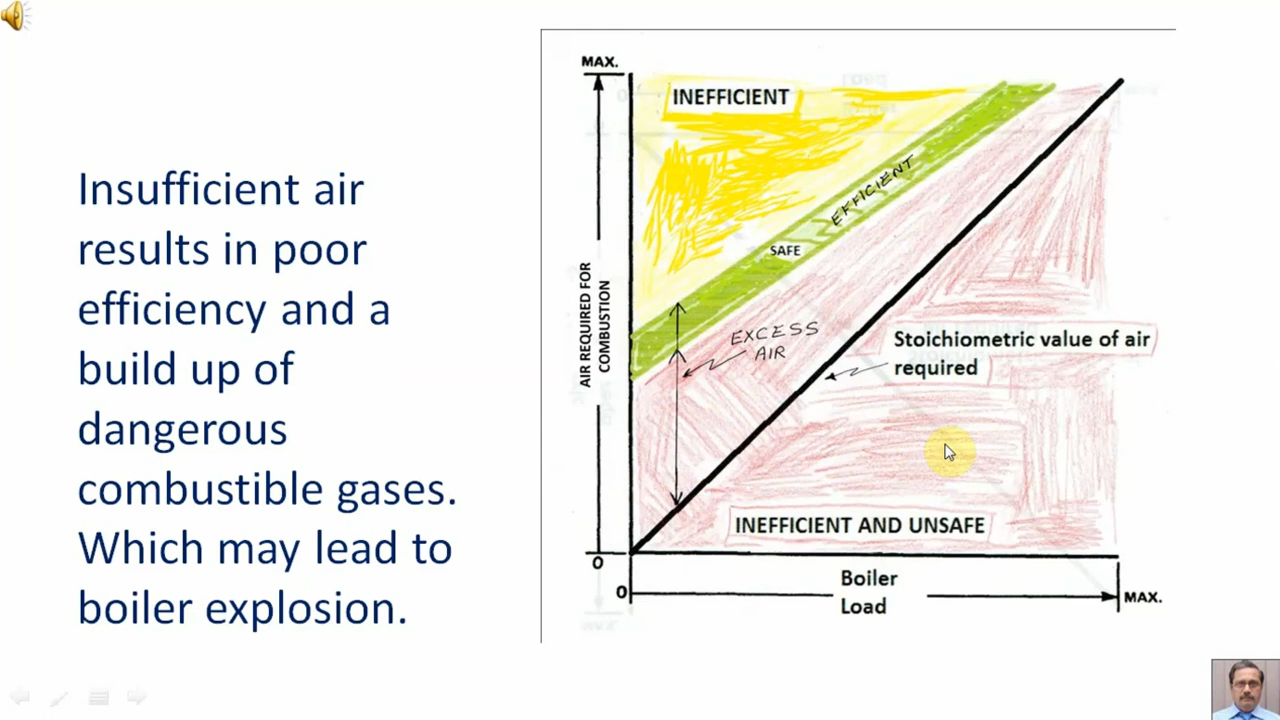 Insufficient air
results in poor
efficiency and a
build up of
dangerous
combustible gases.
Which may lead to
boiler explosion.
MAX.
INEFFICIENT
EFFICIENT
SAFE
AIR REQUIRED FOR
COMBUSTION
EXCESS
AIR
Stoichiometric value of air
required
INEFFICIENT AND UNSAFE
0
0
Boiler
Load
MAX.